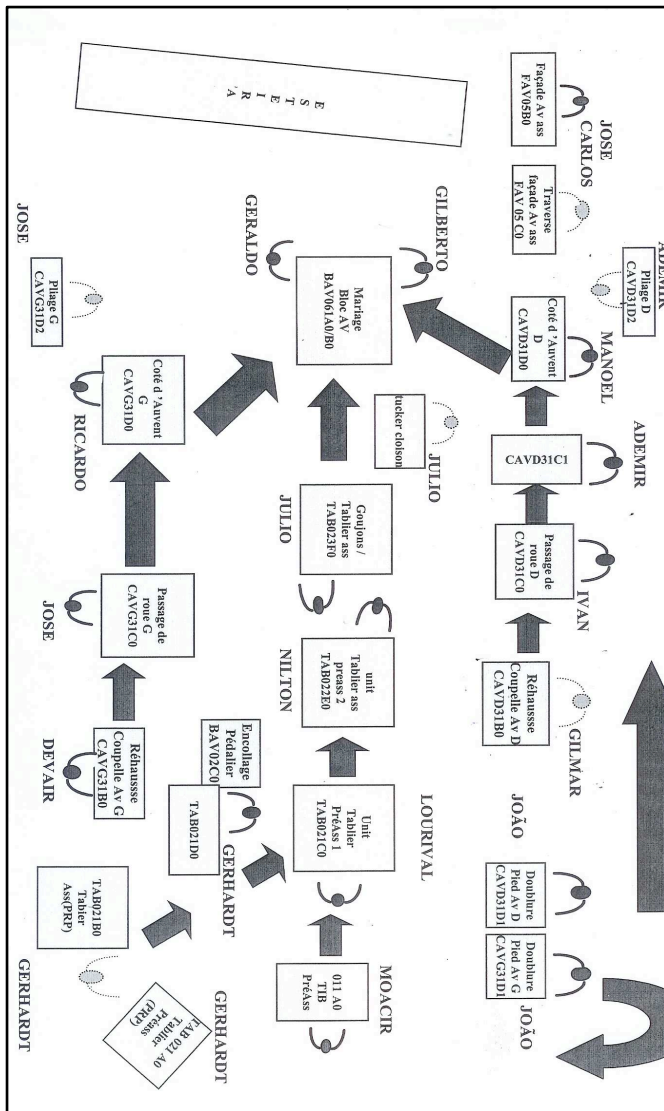 ADEMIR
Pliage D
CAVD31D2
JOSE
CARLOS
Façade Av ass
FAV05B0
Traverse
façade Av ass
FAV 05 C0
MANOEL
Coté d 'Auvent
D
CAVD31D0
ADEMIR
CAVD31C1
IVAN
Passage de
roue D
CAVD31C0
GILMAR
Réhaussse
Coupelle Av D
CAVD31B0
JOÃO
Doublure
Pied Av D
CAVD31D1
Doublure
Pied Av G
CAVG31D1
JOÃO
GILBERTO
Mariage
Bloc AV
BAV061A0/B0
GERALDO
JULIO
tucker cloison
Goujons /
Tablier ass
TAB023F0
JULIO
unit
Tablier ass
preass 2
TAB022E0
NILTON
LOURIVAL
Unit
Tablier
PréAss 1
TAB021C0
MOACIR
011 A0
TIB
PréAss
E
S
T
E
I
R
A'
Encollage
Pédalier
BAV02C0
TAB021D0
GERHARDT
Coté d 'Auvent
G
CAVG31D0
RICARDO
Passage de
roue G
CAVG31C0
JOSE
Réhaussse
Coupelle Av G
CAVG31B0
DEVAIR
Pliage G
CAVG31D2
JOSE
TAB021B0
Tablier
Ass(PRP)
GERHARDT
FAB 021 A0
Tablier
Préass
(PRP)
GERHARDT